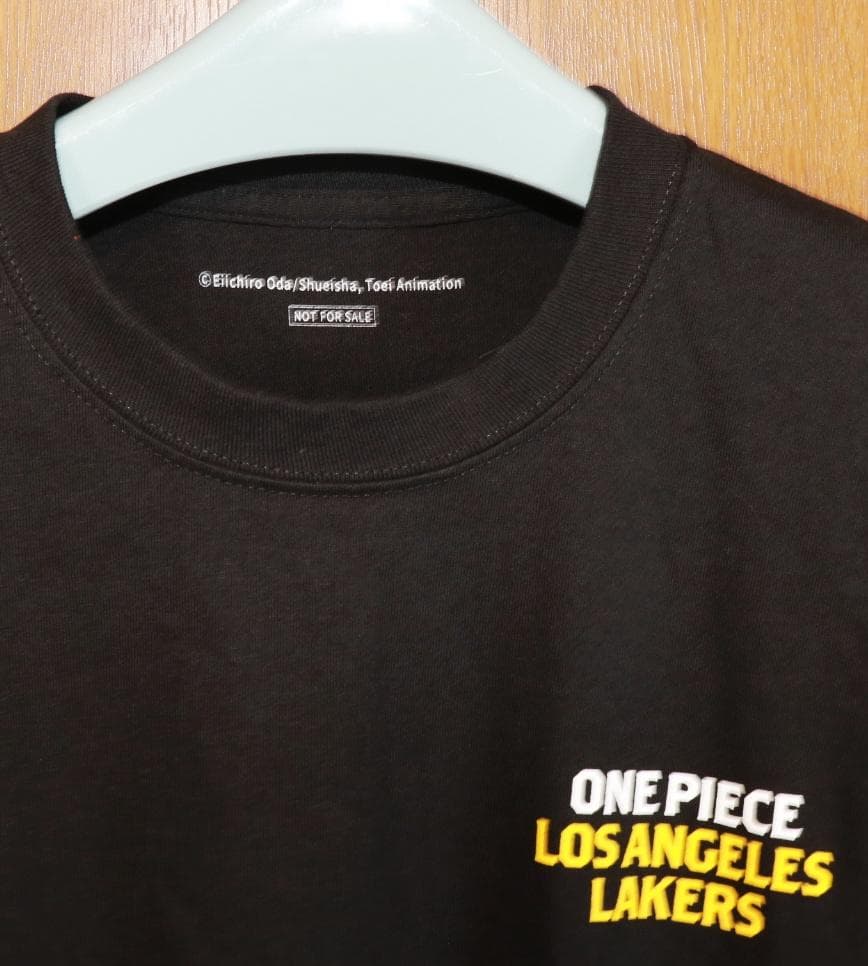 ©Eiichiro Oda/Shueisha, Toei Animation
NOT FOR SALE
ONE PIECE
LOS ANGELES
LAKERS